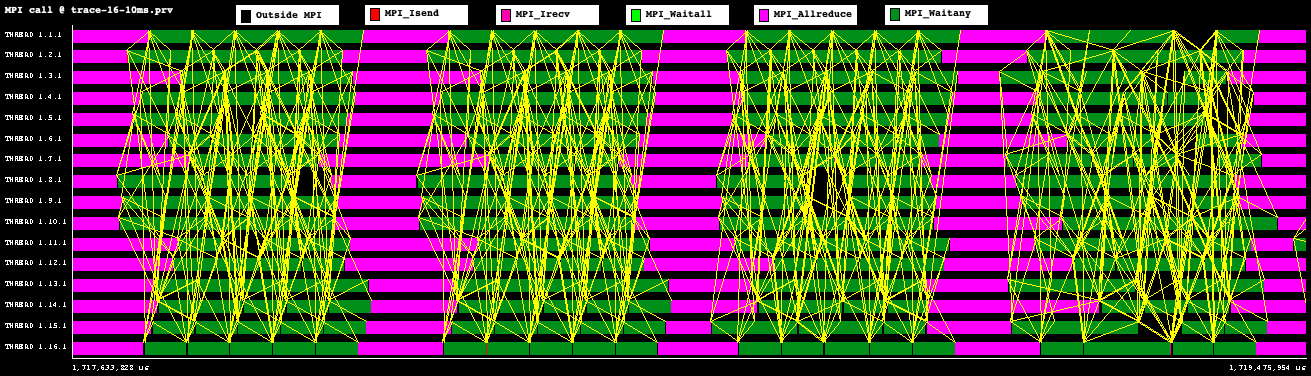 MPI call @ trace-16-10ms.prv
Outside MPI
MPI_Isend
MPI_Irecv
MPI_Waitall
MPI_Allreduce
MPI_Waitany
THREAD 1.1.1
THREAD 1.2.1
THREAD 1.3.1
THREAD 1.4.1
THREAD 1.5.1
THREAD 1.6.1
THREAD 1.7.1
THREAD 1.8.1
THREAD 1.9.1
THREAD 1.10.1
THREAD 1.11.1
THREAD 1.12.1
THREAD 1.13.1
THREAD 1.14.1
THREAD 1.15.1
THREAD 1.16.1
1,717,633,828 us
1,719,475,954 us